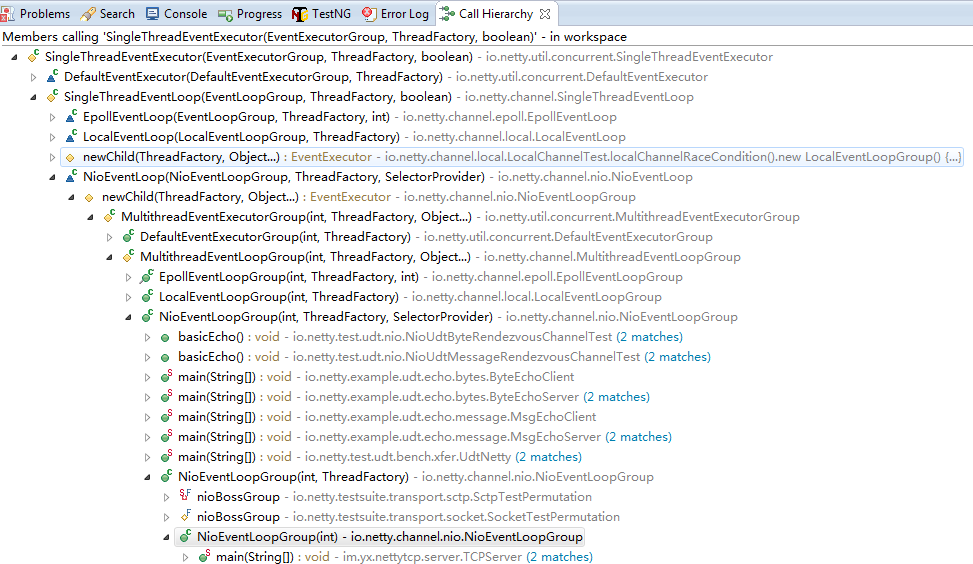 Problems Search Console Progress TestNG Error Log Call Hierarchy
Members calling 'SingleThreadEventExecutor(EventExecutorGroup, ThreadFactory, boolean)' - in workspace
SingleThreadEventExecutor(EventExecutorGroup, ThreadFactory, boolean) - io.netty.util.concurrent.SingleThreadEventExecutor
DefaultEventExecutor(DefaultEventExecutorGroup, ThreadFactory) - io.netty.util.concurrent.DefaultEventExecutor
SingleThreadEventLoop(EventLoopGroup, ThreadFactory, boolean) - io.netty.channel.SingleThreadEventLoop
EpollEventLoop(EventLoopGroup, ThreadFactory, int) - io.netty.channel.epoll.EpollEventLoop
LocalEventLoop(LocalEventLoopGroup, ThreadFactory) - io.netty.channel.local.LocalEventLoop
newChild(ThreadFactory, Object...) : EventExecutor - io.netty.channel.local.LocalChannelTest.localChannelRaceCondition().new LocalEventLoopGroup() {...}
NioEventLoop(NioEventLoopGroup, ThreadFactory, SelectorProvider) - io.netty.channel.nio.NioEventLoop
newChild(ThreadFactory, Object...) : EventExecutor - io.netty.channel.nio.NioEventLoopGroup
MultithreadEventExecutorGroup(int, ThreadFactory, Object...) - io.netty.util.concurrent.MultithreadEventExecutorGroup
DefaultEventExecutorGroup(int, ThreadFactory) - io.netty.util.concurrent.DefaultEventExecutorGroup
MultithreadEventLoopGroup(int, ThreadFactory, Object...) - io.netty.channel.MultithreadEventLoopGroup
EpollEventLoopGroup(int, ThreadFactory, int) - io.netty.channel.epoll.EpollEventLoopGroup
LocalEventLoopGroup(int, ThreadFactory) - io.netty.channel.local.LocalEventLoopGroup
NioEventLoopGroup(int, ThreadFactory, SelectorProvider) - io.netty.channel.nio.NioEventLoopGroup
basicEcho() : void - io.netty.test.udt.nio.NioUdtByteRendezvousChannelTest (2 matches)
basicEcho() : void - io.netty.test.udt.nio.NioUdtMessageRendezvousChannelTest (2 matches)
main(String[]) : void - io.netty.example.udt.echo.bytes.ByteEchoClient
main(String[]) : void - io.netty.example.udt.echo.bytes.ByteEchoServer (2 matches)
main(String[]) : void - io.netty.example.udt.echo.message.MsgEchoClient
main(String[]) : void - io.netty.example.udt.echo.message.MsgEchoServer (2 matches)
main(String[]) : void - io.netty.test.udt.bench.xfer.UdtNetty (2 matches)
NioEventLoopGroup(int, ThreadFactory) - io.netty.channel.nio.NioEventLoopGroup
nioBossGroup - io.netty.testsuite.transport.sctp.SctpTestPermutation
nioBossGroup - io.netty.testsuite.transport.socket.SocketTestPermutation
NioEventLoopGroup(int) - io.netty.channel.nio.NioEventLoopGroup
main(String[]) : void - im.yx.nettytcp.server.TCPServer (2 matches)